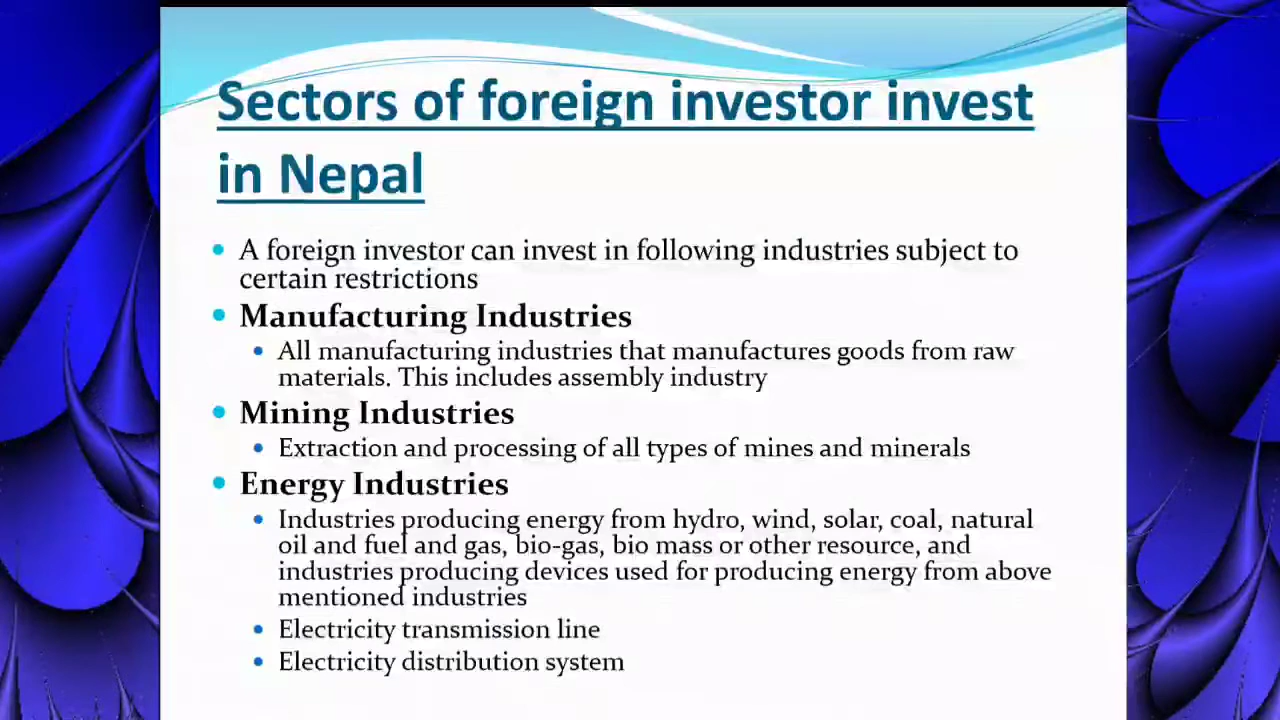 Sectors of foreign investor invest
in Nepal
• A foreign investor can invest in following industries subject to
certain restrictions
• Manufacturing Industries
• All manufacturing industries that manufactures goods from raw
materials. This includes assembly industry
• Mining Industries
• Extraction and processing of all types of mines and minerals
• Energy Industries
• Industries producing energy from hydro, wind, solar, coal, natural
oil and fuel and gas, bio-gas, bio mass or other resource, and
industries producing devices used for producing energy from above
mentioned industries
• Electricity transmission line
• Electricity distribution system